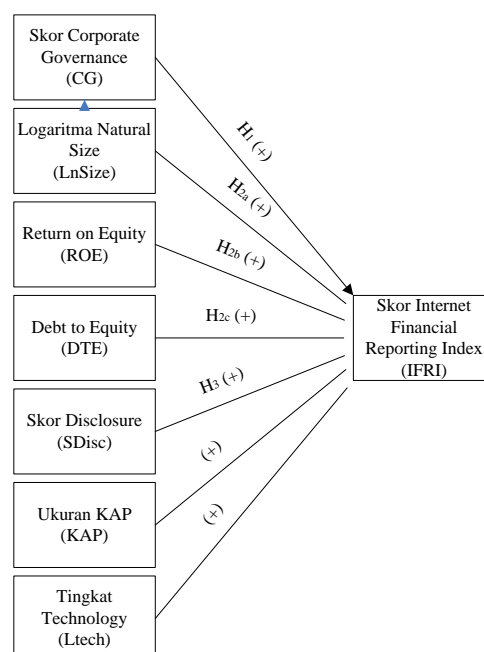 Skor Corporate
Governance
(CG)
H1 (+)
Logaritma Natural
Size
(LnSize)
H2a (+)
Return on Equity
(ROE)
H2b (+)
Debt to Equity
(DTE)
H2c (+)
Skor Internet
Financial
Reporting Index
(IFRI)
Skor Disclosure
(SDisc)
H3 (+)
Ukuran KAP
(KAP)
(+)
Tingkat
Technology
(Ltech)
(+)